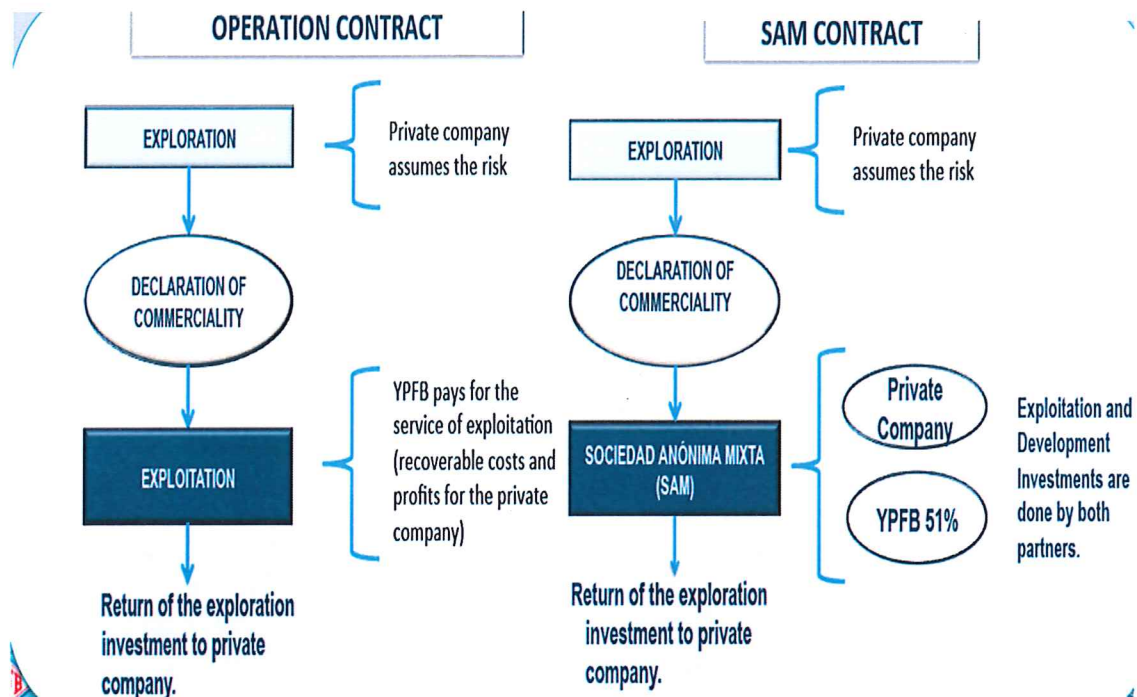 OPERATION CONTRACT
EXPLORATION
Private company
assumes the risk
DECLARATION OF
COMMERCIALITY
EXPLOITATION
YPFB pays for the
service of exploitation
(recoverable costs and
profits for the private
company)
Return of the exploration
investment to private
company.
SAM CONTRACT
EXPLORATION
Private company
assumes the risk
DECLARATION OF
COMMERCIALITY
SOCIEDAD ANÓNIMA MIXTA
(SAM)
Private
Company
YPFB 51%
Exploitation and
Development
Investments are
done by both
partners.
Return of the exploration
investment to private
company.